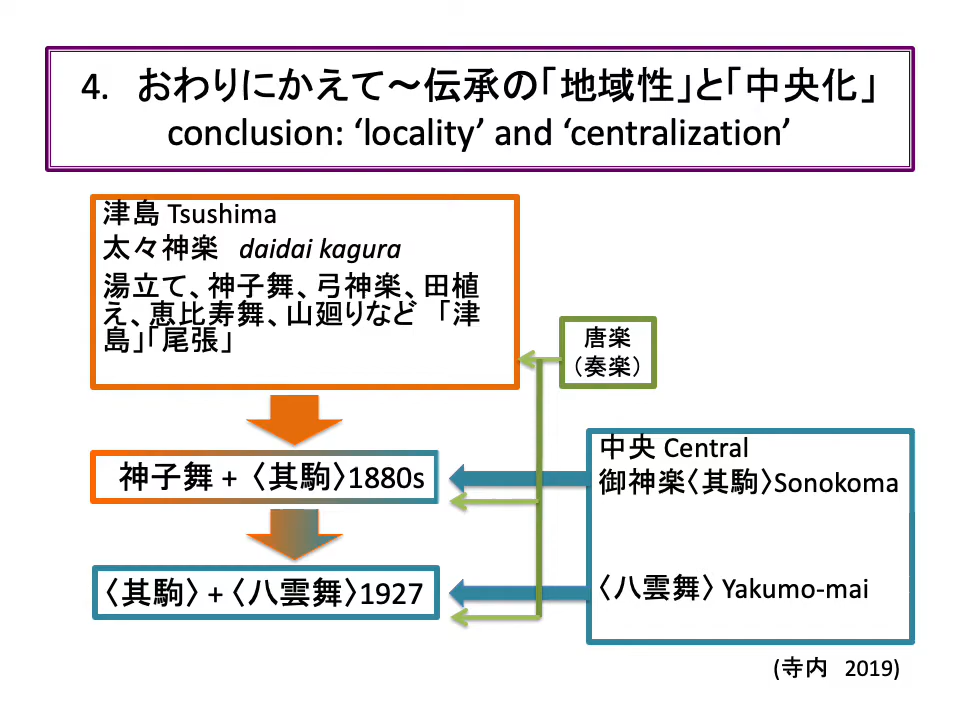 4. おわりにかえて～伝承の「地域性」と「中央化」
conclusion: ‘locality’ and ‘centralization’
津島 Tsushima
太々神楽 daidai kagura
湯立て、神子舞、弓神楽、田植
え、恵比寿舞、山廻りなど 「津
島」「尾張」
唐楽
（奏楽）
神子舞 + 〈其駒〉1880s
中央 Central
御神楽〈其駒〉Sonokoma
〈其駒〉 + 〈八雲舞〉1927
〈八雲舞〉 Yakumo-mai
(寺内 2019)